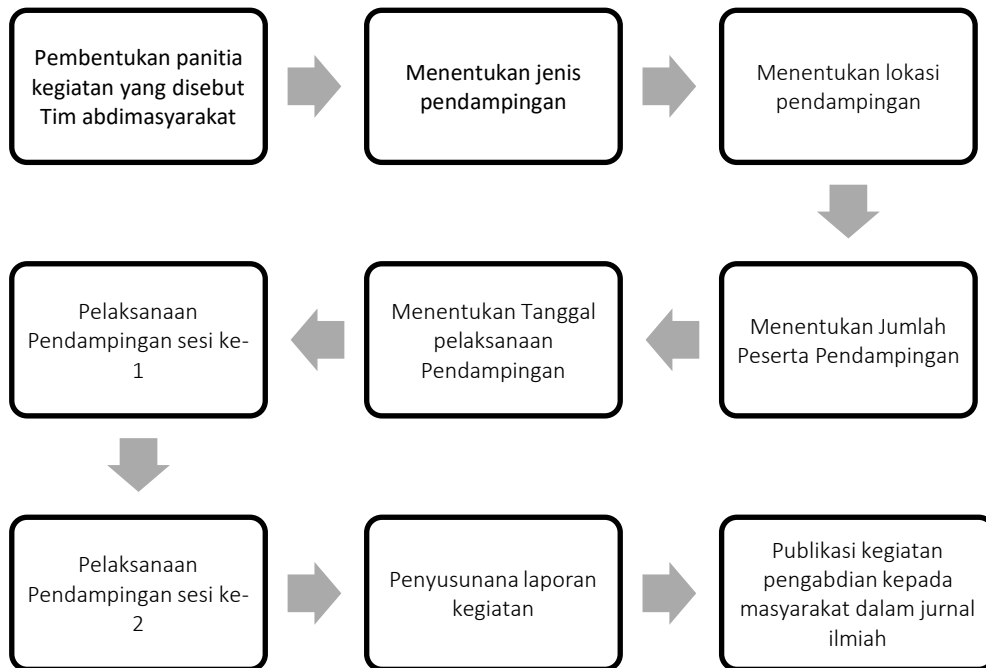 Pembentukan panitia
kegiatan yang disebut
Tim abdimasyarakat
Menentukan jenis
pendampingan
Menentukan lokasi
pendampingan
Menentukan Jumlah
Peserta Pendampingan
Menentukan Tanggal
pelaksanaan
Pendampingan
Pelaksanaan
Pendampingan sesi ke-
1
Pelaksanaan
Pendampingan sesi ke-
2
Penyusunana laporan
kegiatan
Publikasi kegiatan
pengabdian kepada
masyarakat dalam jurnal
ilmiah